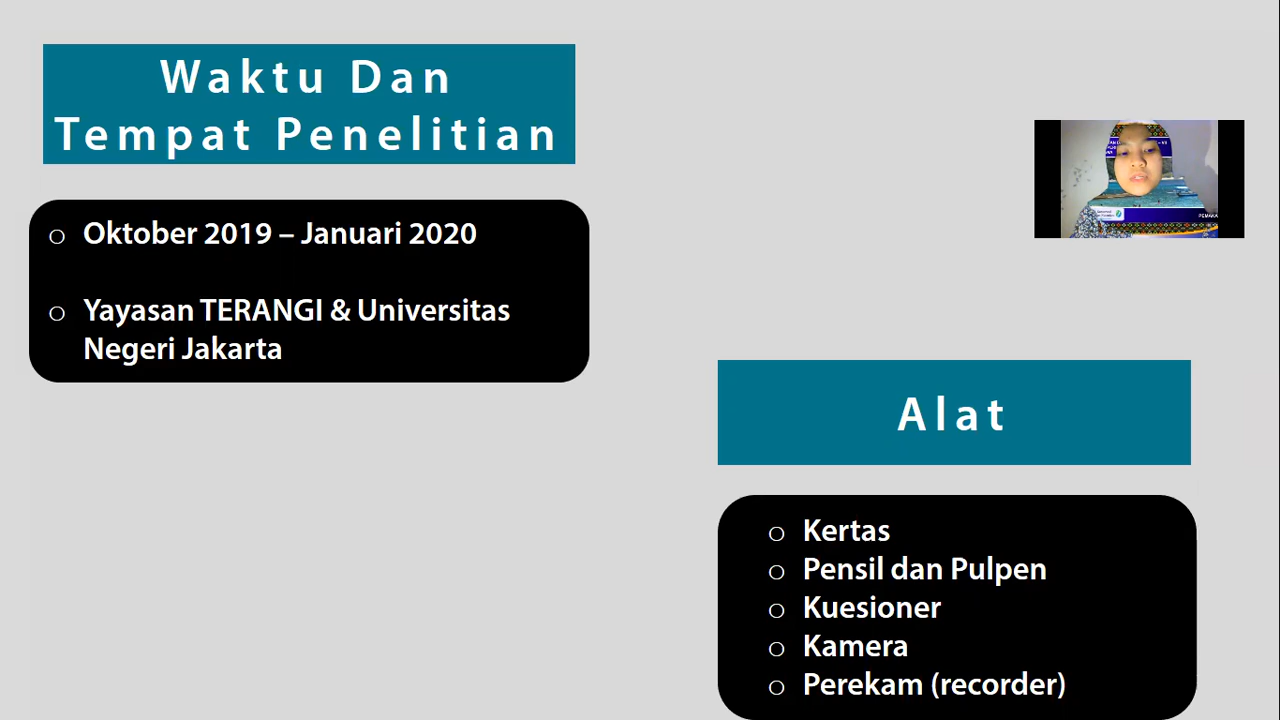 Waktu Dan
Tempat Penelitian
○ Oktober 2019 – Januari 2020
○ Yayasan TERANGI & Universitas
Negeri Jakarta
Alat
○ Kertas
○ Pensil dan Pulpen
○ Kuesioner
○ Kamera
○ Perekam (recorder)